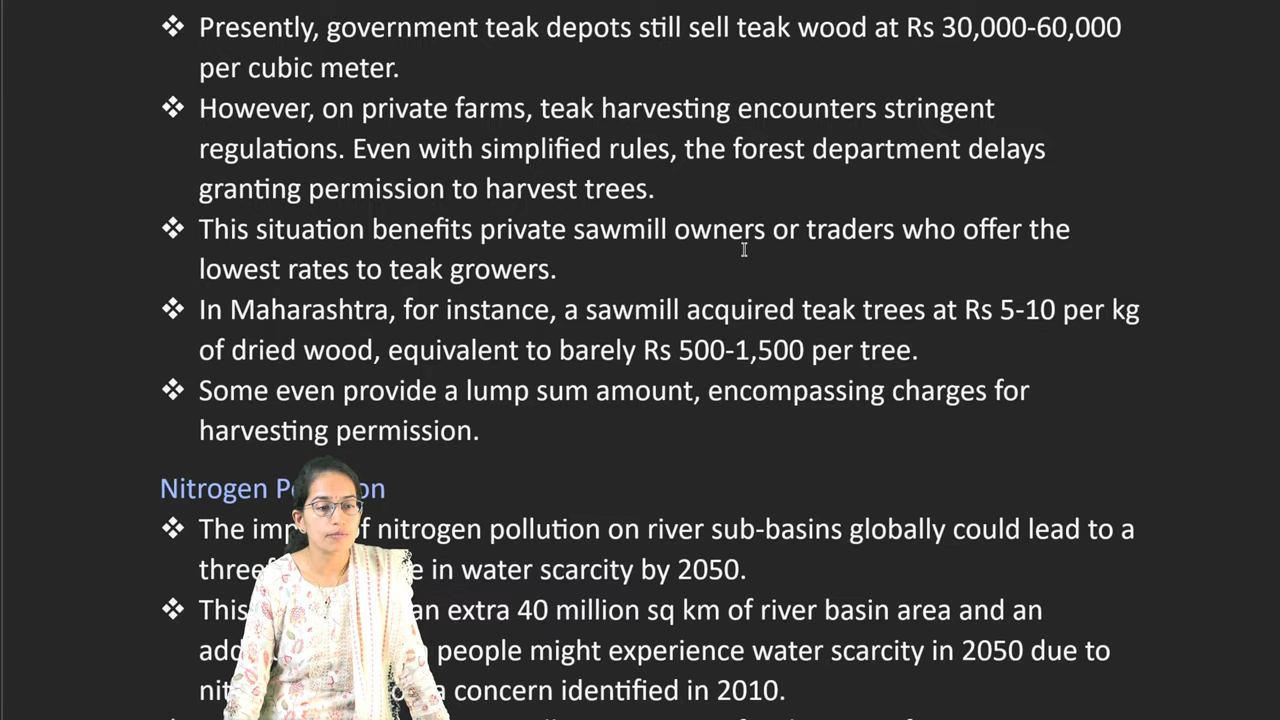 ❖ Presently, government teak depots still sell teak wood at Rs 30,000-60,000
per cubic meter.
❖ However, on private farms, teak harvesting encounters stringent
regulations. Even with simplified rules, the forest department delays
granting permission to harvest trees.
❖ This situation benefits private sawmill owners or traders who offer the
lowest rates to teak growers.
❖ In Maharashtra, for instance, a sawmill acquired teak trees at Rs 5-10 per kg
of dried wood, equivalent to barely Rs 500-1,500 per tree.
❖ Some even provide a lump sum amount, encompassing charges for
harvesting permission.
Nitrogen
❖ The nitrogen pollution on river sub-basins globally could lead to a
in water scarcity by 2050.
❖ This an extra 40 million sq km of river basin area and an
people might experience water scarcity in 2050 due to
a concern identified in 2010.